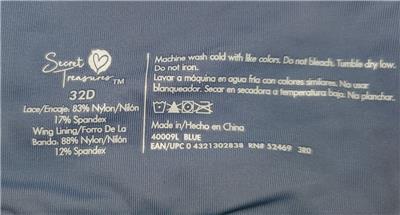 Secret
Treasures™
32D
Lace/Encaje: 83% Nylon/Nilón
17% Spandex
Wing Lining/Forro De La
Banda: 88% Nylon/Nilón
12% Spandex
Machine wash cold with like colors. Do not bleach. Tumble dry low.
Do not iron.
Lavar a máquina en agua fría con colores similares. No usar
blanqueador. Secar en secadora a temperatura baja. No planchar.
Made in/Hecho en China
40009L BLUE
EAN/UPC 0 4321302838 RN# 52469 32D